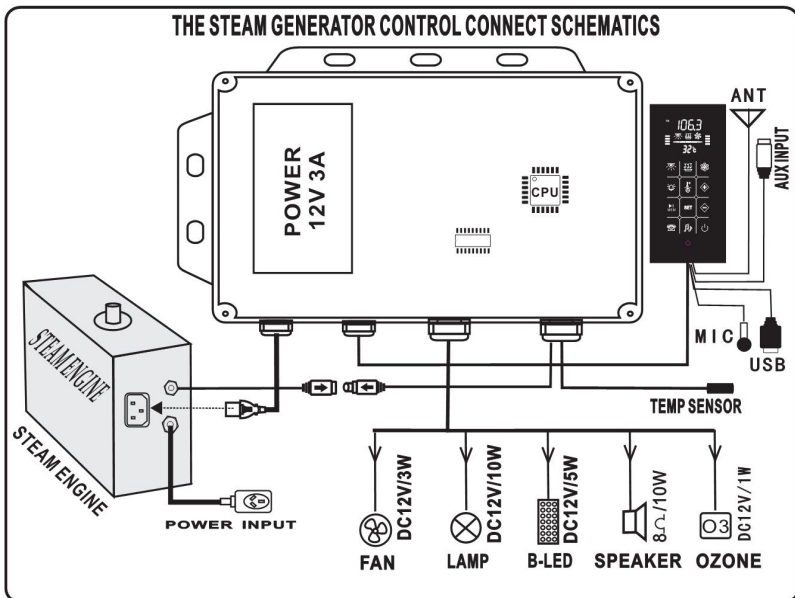 THE STEAM GENERATOR CONTROL CONNECT SCHEMATICS
POWER
12V 3A
CPU
106.3
32℃
SET
ANT
AUX INPUT
MIC
USB
STEAM ENGINE
STEAM ENGINE
POWER INPUT
TEMP SENSOR
DC12V/3W
DC12V/10W
DC12V/5W
8Ω/10W
DC12V/1W
O3
FAN
LAMP
B-LED
SPEAKER
OZONE